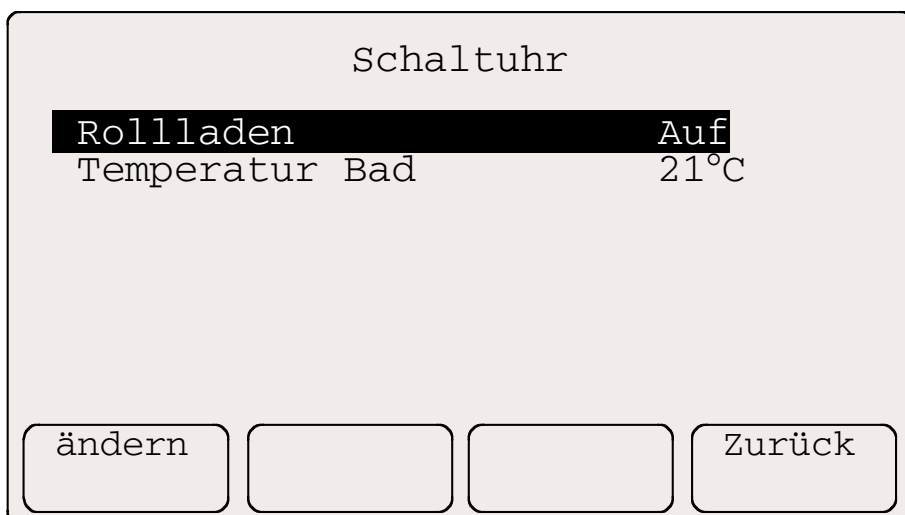 Schaltuhr
Rollladen Auf
Temperatur Bad 21°C
ändern Zurück